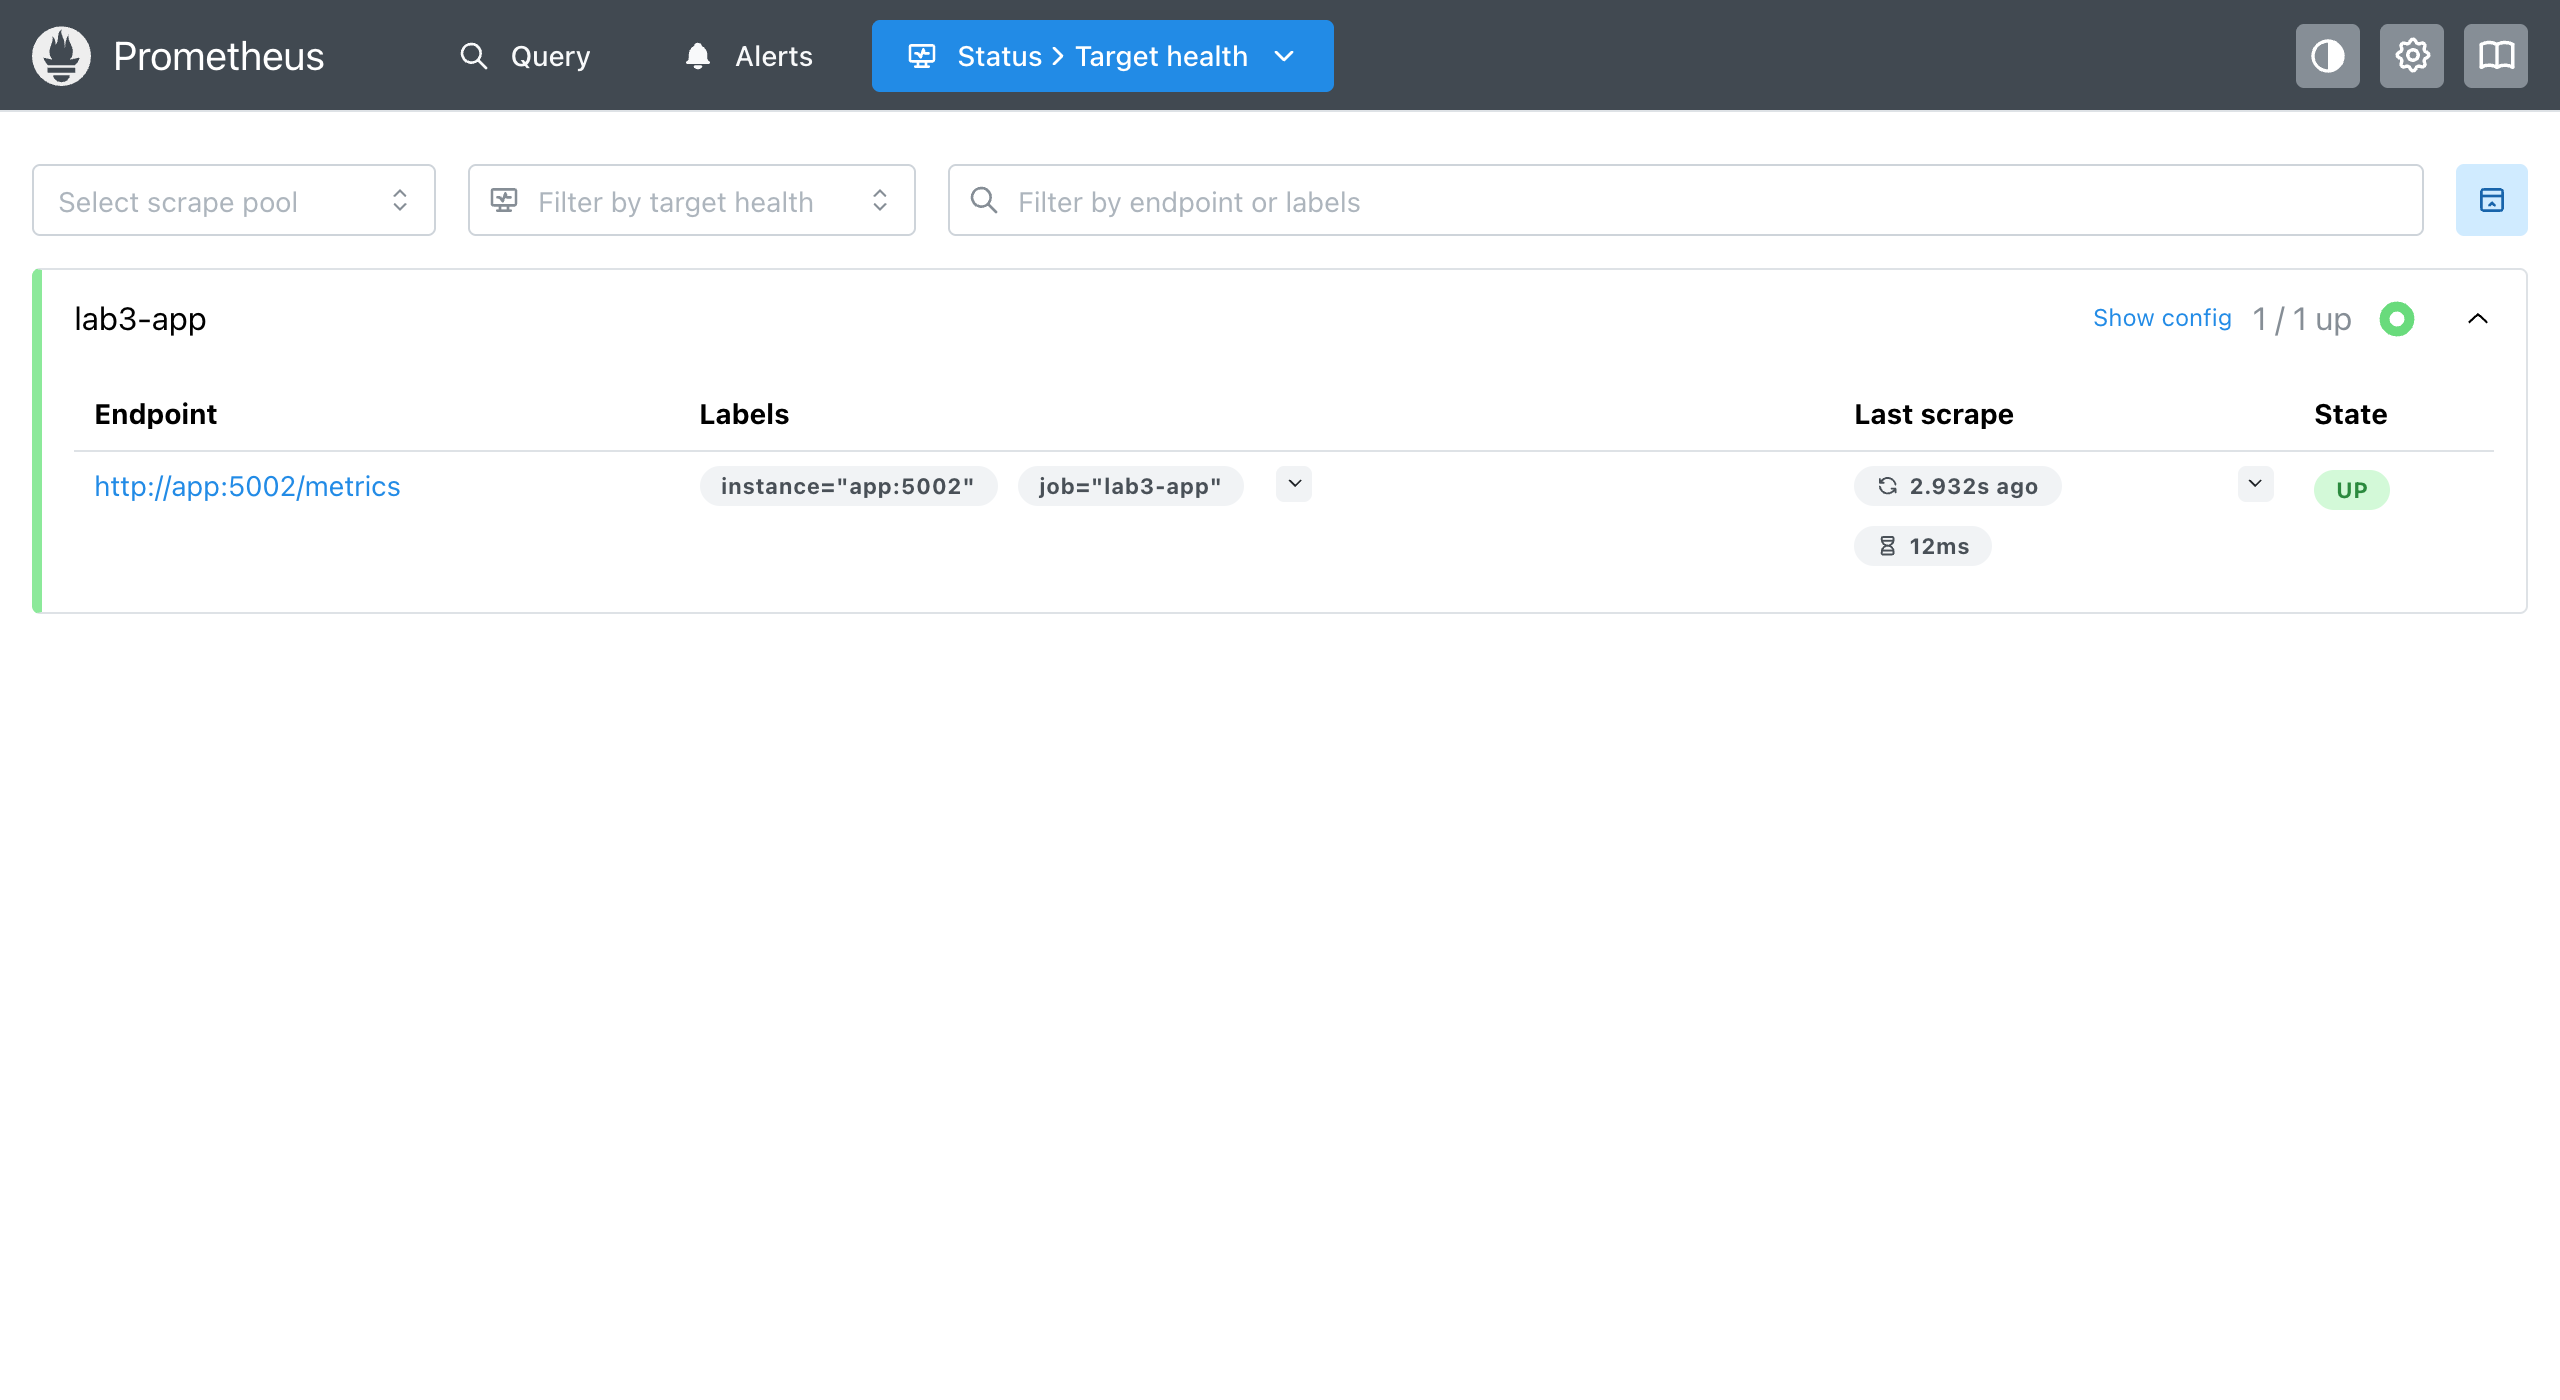 Prometheus Query Alerts Status > Target health
Select scrape pool Filter by target health Filter by endpoint or labels
lab3-app Show config 1 / 1 up
Endpoint Labels Last scrape State
http://app:5002/metrics instance="app:5002" job="lab3-app" 2.932s ago UP
12ms